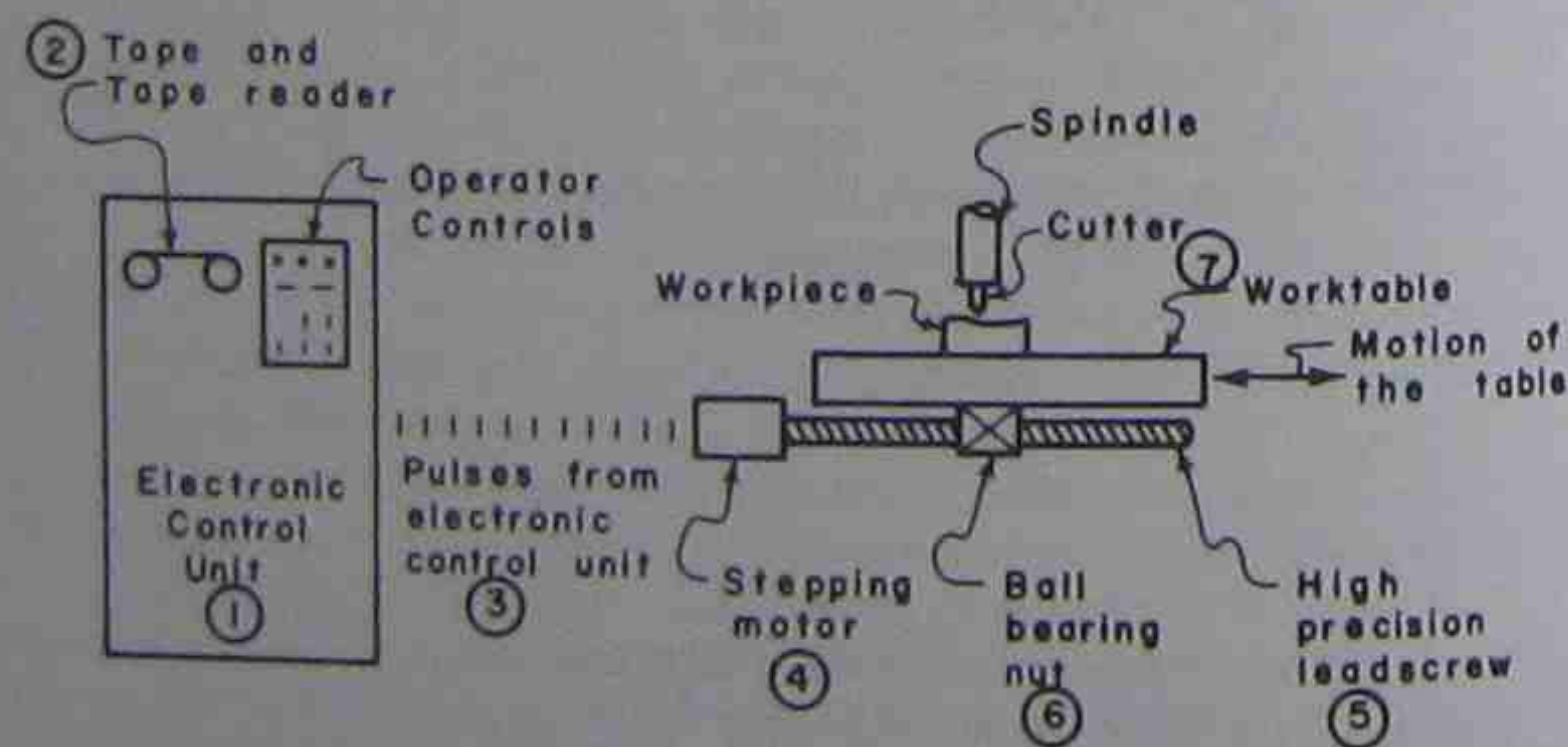 ② Tape and
Tape reader
Operator
Controls
Spindle
Cutter
Workpiece
⑦ Worktable
Motion of
the table
Electronic
Control
Unit
①
Pulses from
electronic
control unit
③
Stepping
motor
④
Ball
bearing
nut
⑥
High
precision
leadscrew
⑤